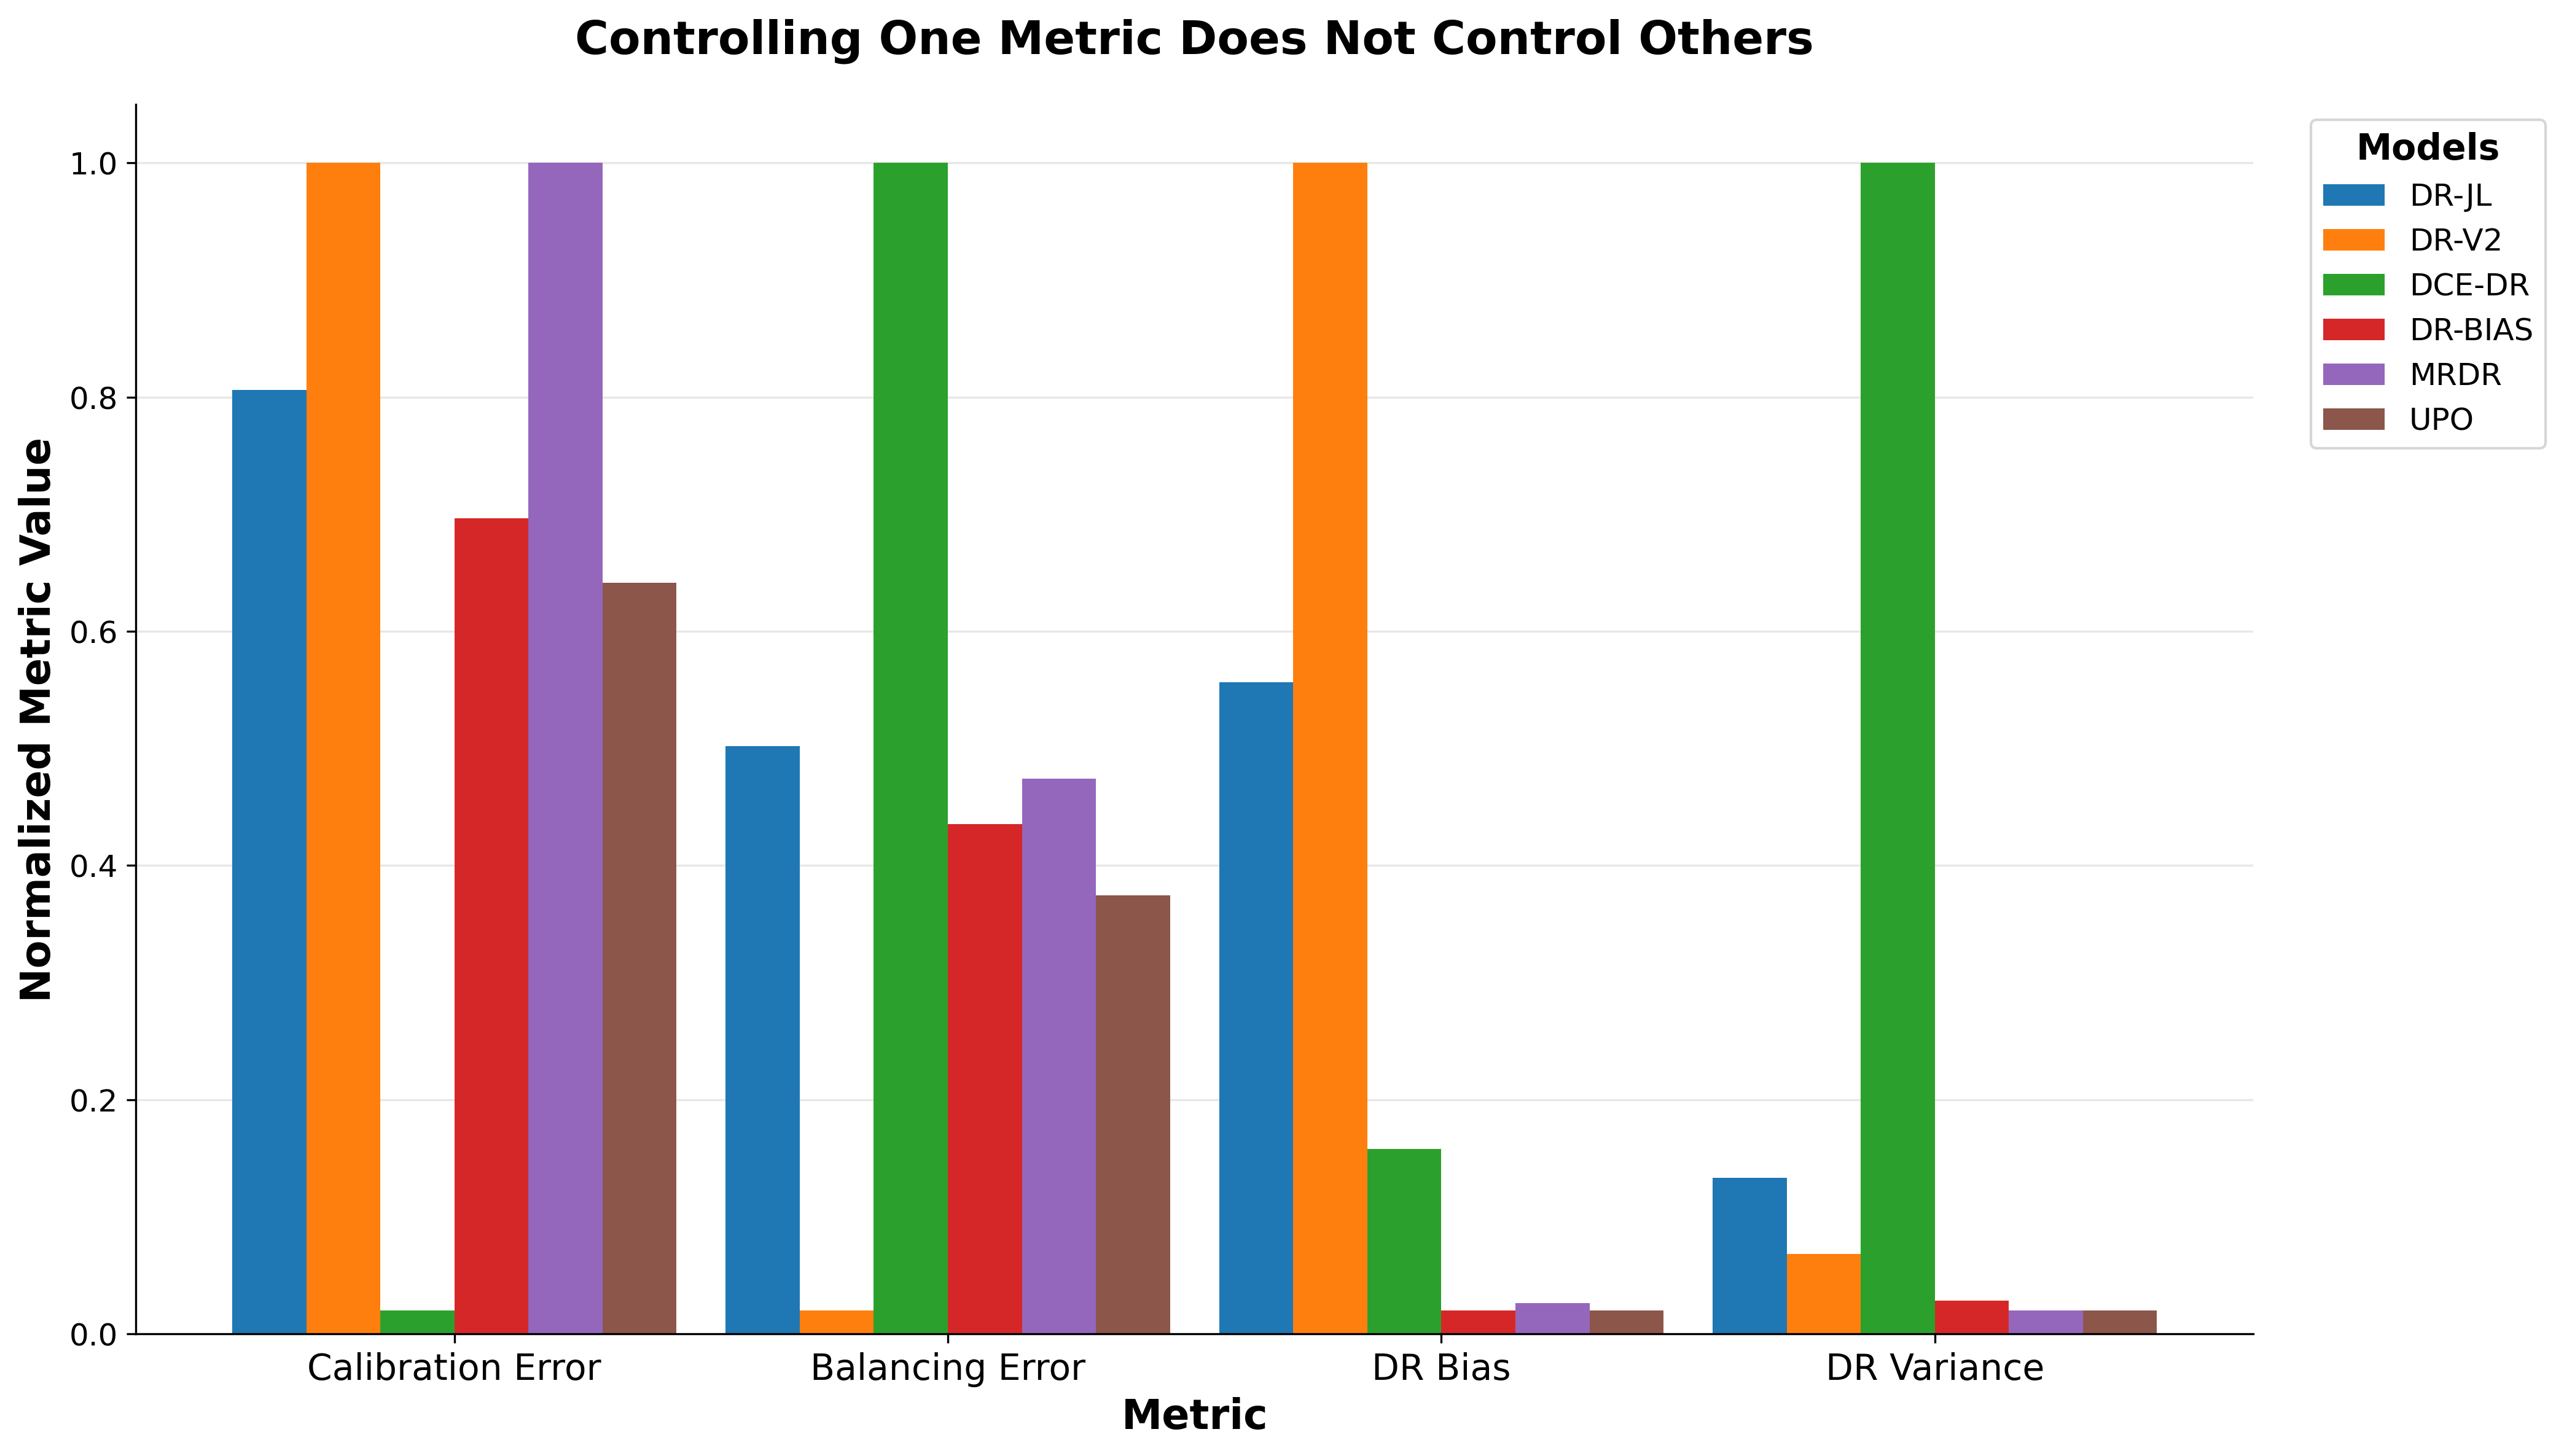 Controlling One Metric Does Not Control Others
Normalized Metric Value
1.0
0.8
0.6
0.4
0.2
0.0
Calibration Error
Balancing Error
DR Bias
DR Variance
Metric
Models
DR-JL
DR-V2
DCE-DR
DR-BIAS
MRDR
UPO